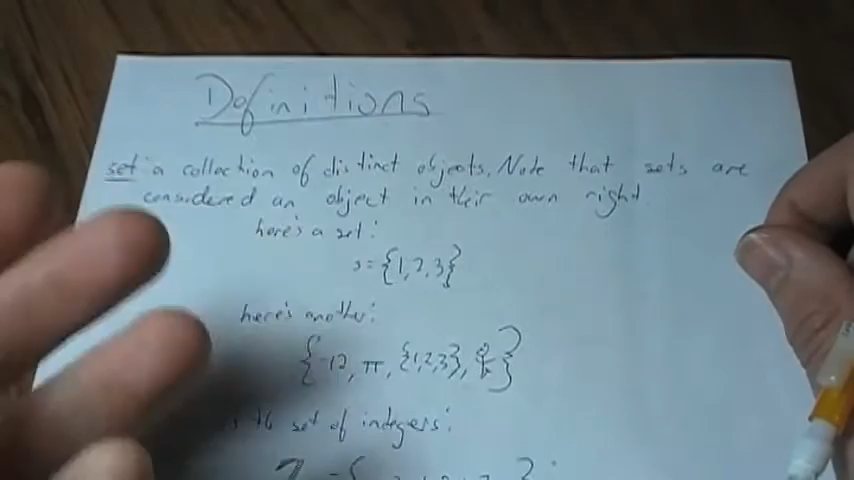 Definitions
set: a collection of distinct objects. Note that sets are
considered an object in their own right.
here's a set:
s = {1, 2, 3}
here's another:
{-12, π, {1,2,3}, }
set of integers: